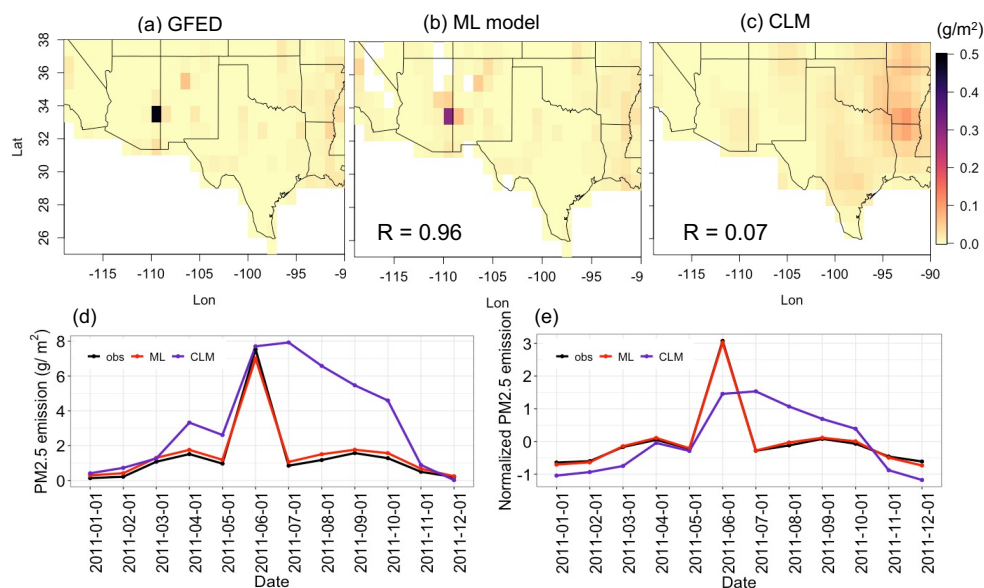 (a) GFED
(b) ML model
(c) CLM
(g/m²)
38
36
34
32
30
28
26
Lat
R = 0.96
R = 0.07
0.5
0.4
0.3
0.2
0.1
0.0
-115 -110 -105 -100 -95 -9
-115 -110 -105 -100 -95 -9
-115 -110 -105 -100 -95 -90
Lon
Lon
Lon
(d)
PM2.5 emission (g/ m²)
8
6
4
2
0
obs ML CLM
2011-01-01
2011-02-01
2011-03-01
2011-04-01
2011-05-01
2011-06-01
2011-07-01
2011-08-01
2011-09-01
2011-10-01
2011-11-01
2011-12-01
Date
(e)
Normalized PM2.5 emission
3
2
1
0
-1
obs ML CLM
2011-01-01
2011-02-01
2011-03-01
2011-04-01
2011-05-01
2011-06-01
2011-07-01
2011-08-01
2011-09-01
2011-10-01
2011-11-01
2011-12-01
Date